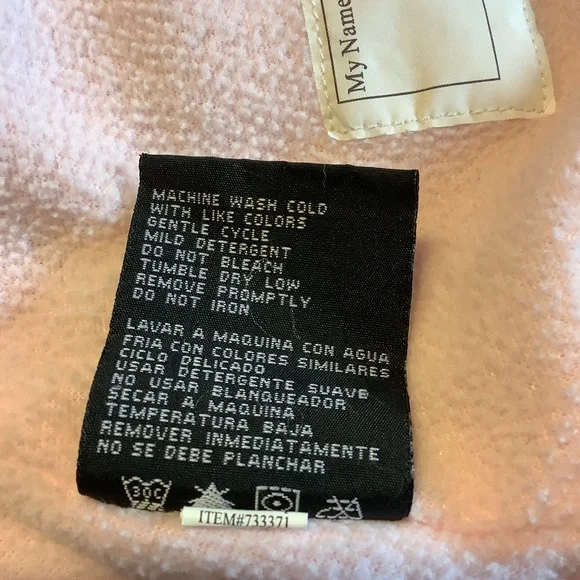 My Name
MACHINE WASH COLD
WITH LIKE COLORS
GENTLE CYCLE
MILD DETERGENT
DO NOT BLEACH
TUMBLE DRY LOW
REMOVE PROMPTLY
DO NOT IRON
LAVAR A MAQUINA CON AGUA
FRIA CON COLORES SIMILARES
CICLO DELICADO
USAR DETERGENTE SUAVE
NO USAR BLANQUEADOR
SECAR A MAQUINA
TEMPERATURA BAJA
REMOVER INMEDIATAMENTE
NO SE DEBE PLANCHAR
30C
ITEM#733371